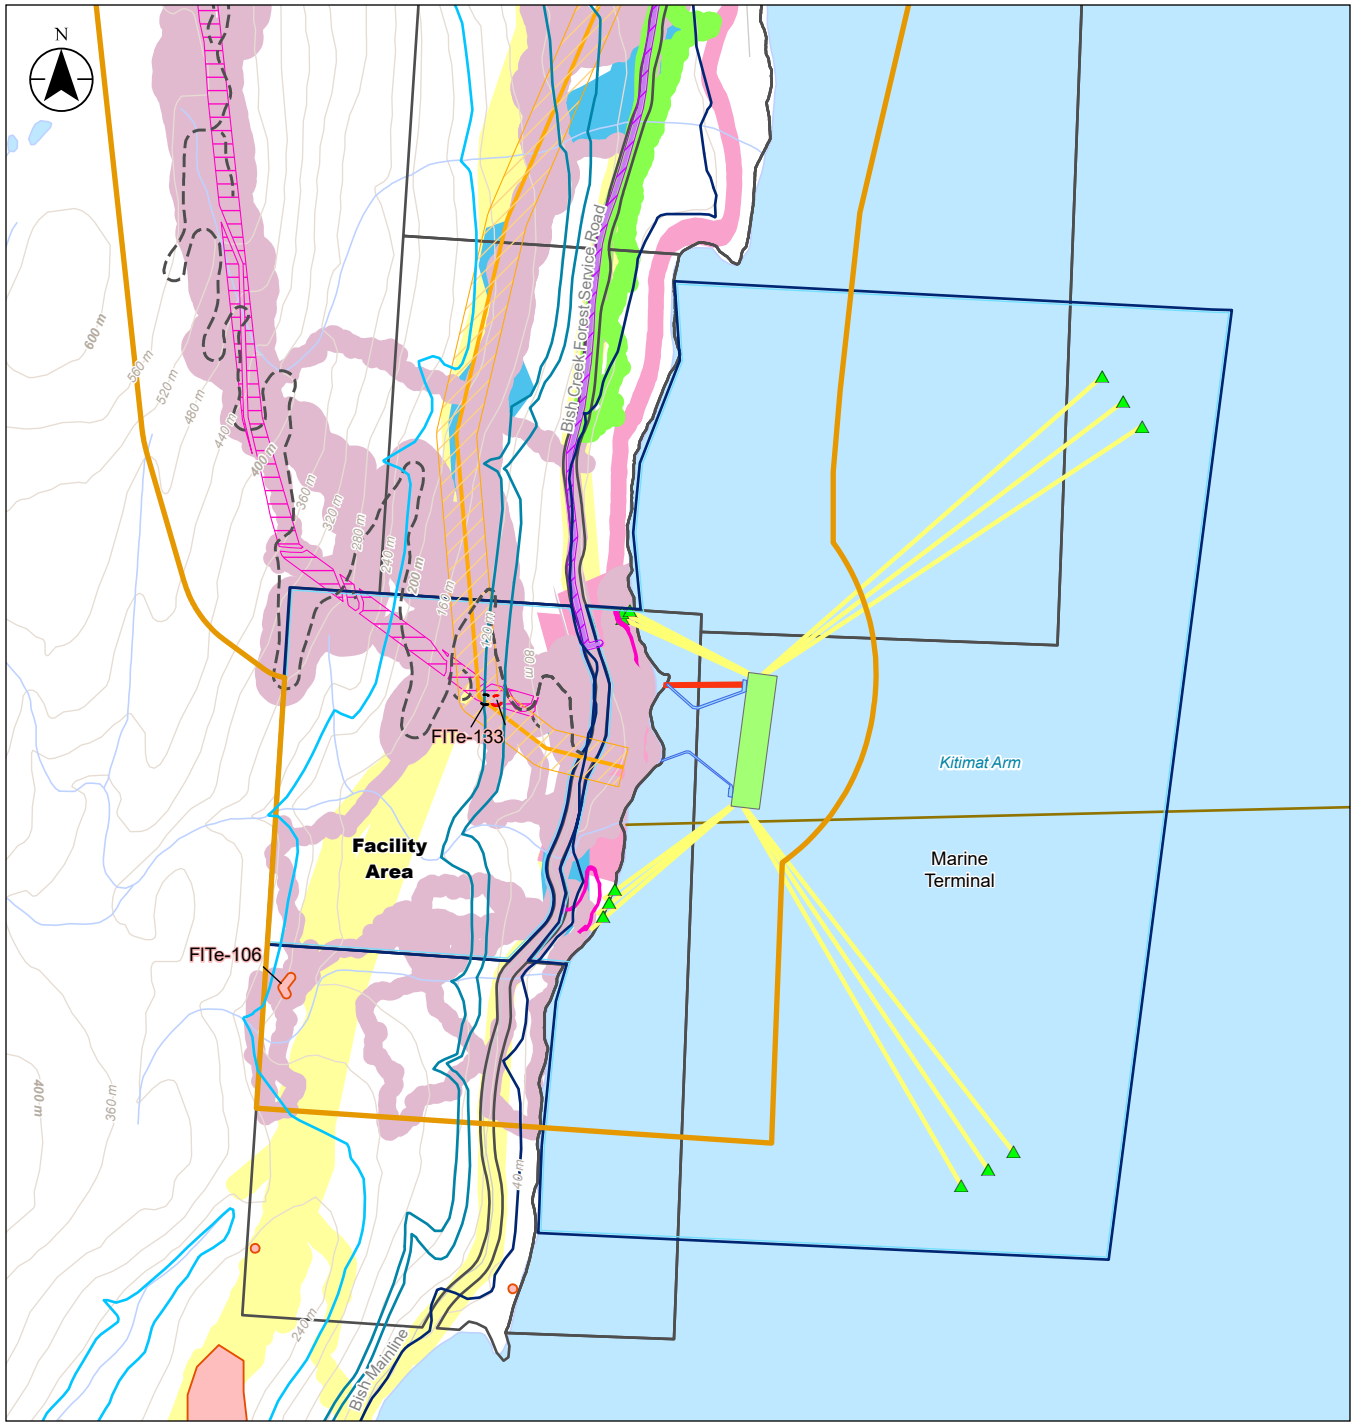 N
Bish Creek Forest Service Road
600 m
560 m
520 m
480 m
440 m
400 m
360 m
320 m
280 m
240 m
200 m
160 m
120 m
80 m
FITe-133
Kitimat Arm
Facility
Area
Marine
Terminal
FITe-106
400 m
360 m
40 m
240 m
Bish Mainline